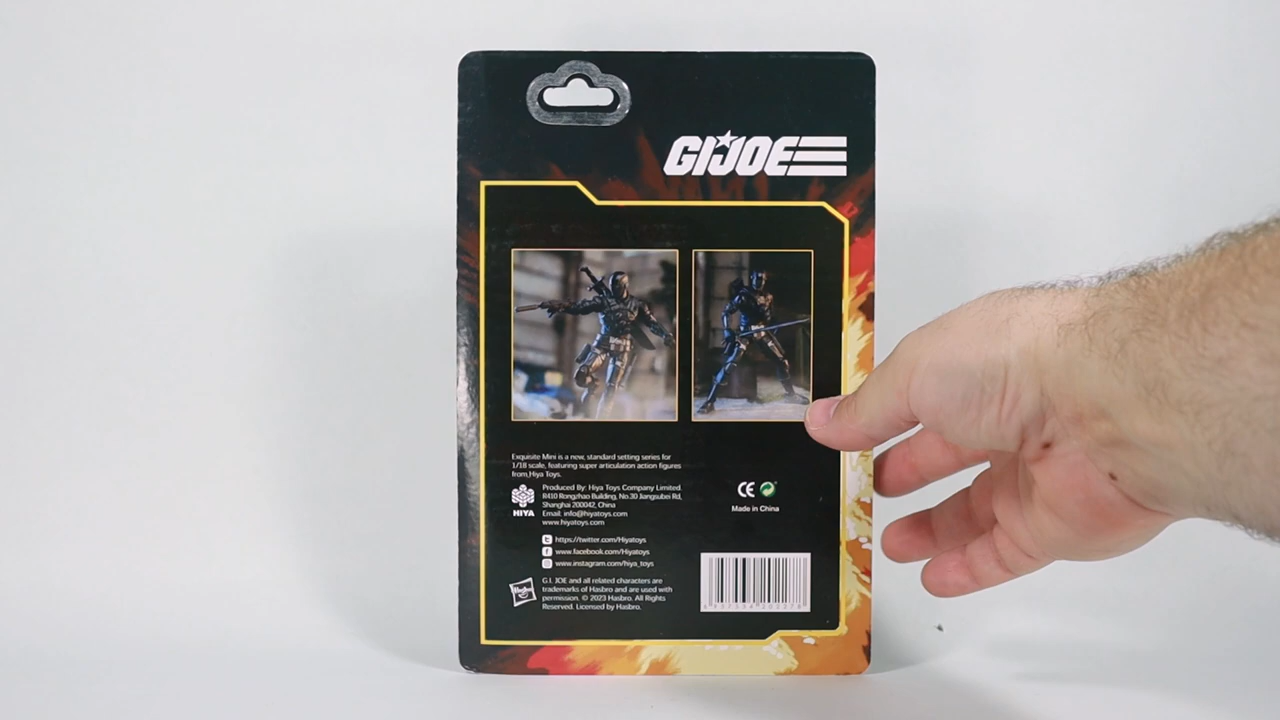 GIJOE
Exquisite Mini is a new, standard setting series for
1/18 scale, featuring super articulation action figures
from Hiya Toys.
HIYA
Produced By: Hiya Toys Company Limited.
R410 Rongzhao Building, No.30 Jiangsubei Rd,
Shanghai 200042, China
Email: info@hiyatoys.com
www.hiyatoys.com
CE
Made in China
https://twitter.com/Hiyatoys
www.facebook.com/Hiyatoys
www.instagram.com/hiya_toys
Hasbro
G.I. JOE and all related characters are
trademarks of Hasbro and are used with
permission. © 2023 Hasbro. All Rights
Reserved. Licensed by Hasbro.